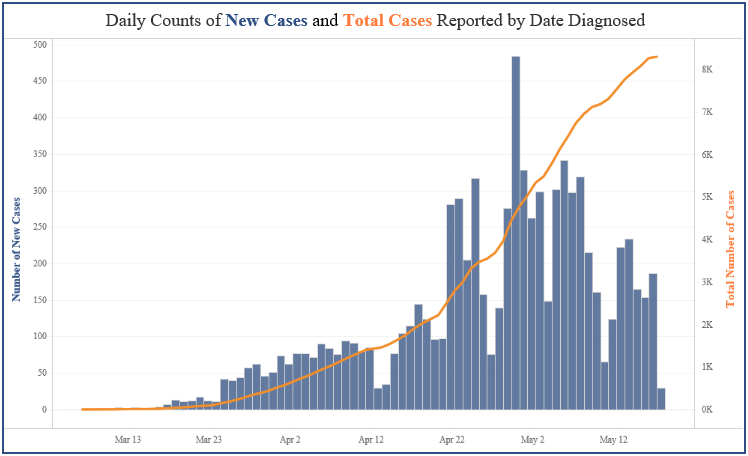 Daily Counts of New Cases and Total Cases Reported by Date Diagnosed
500
450
400
350
300
250
200
150
100
50
0
Number of New Cases
8K
7K
6K
5K
4K
3K
2K
1K
0K
Total Number of Cases
Mar 13 Mar 23 Apr 2 Apr 12 Apr 22 May 2 May 12